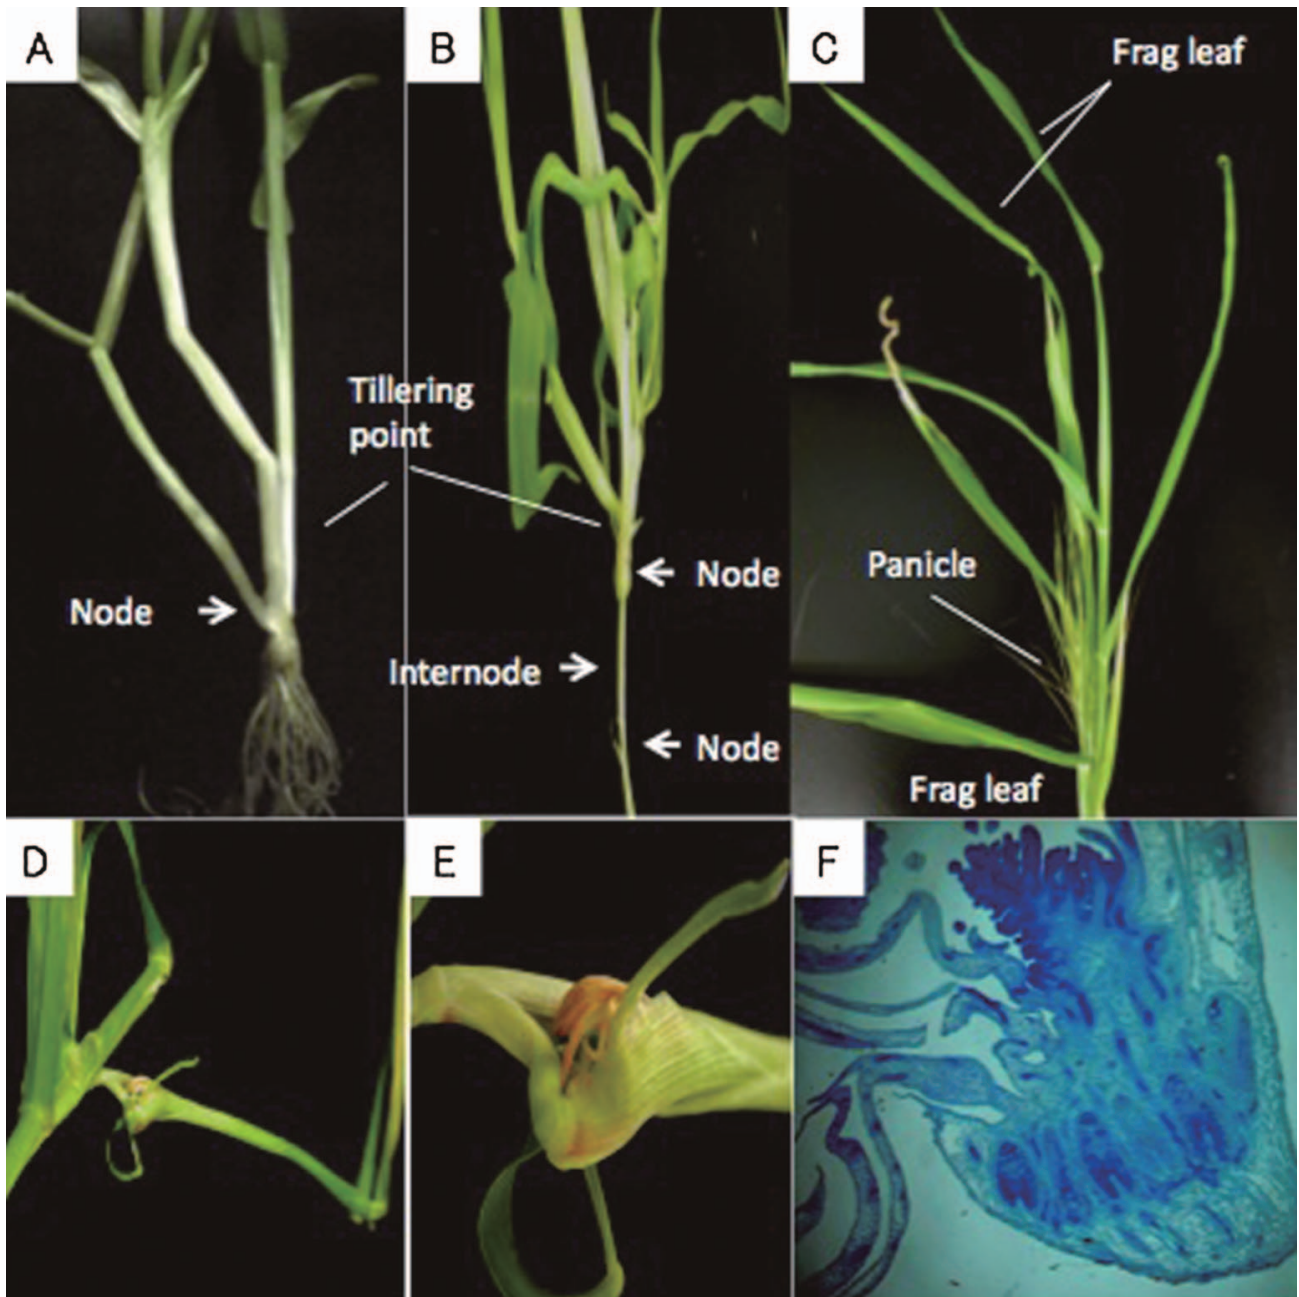 A
B
C
Frag leaf
Tillering
point
Node
Node
Internode
Node
Panicle
Frag leaf
D
E
F